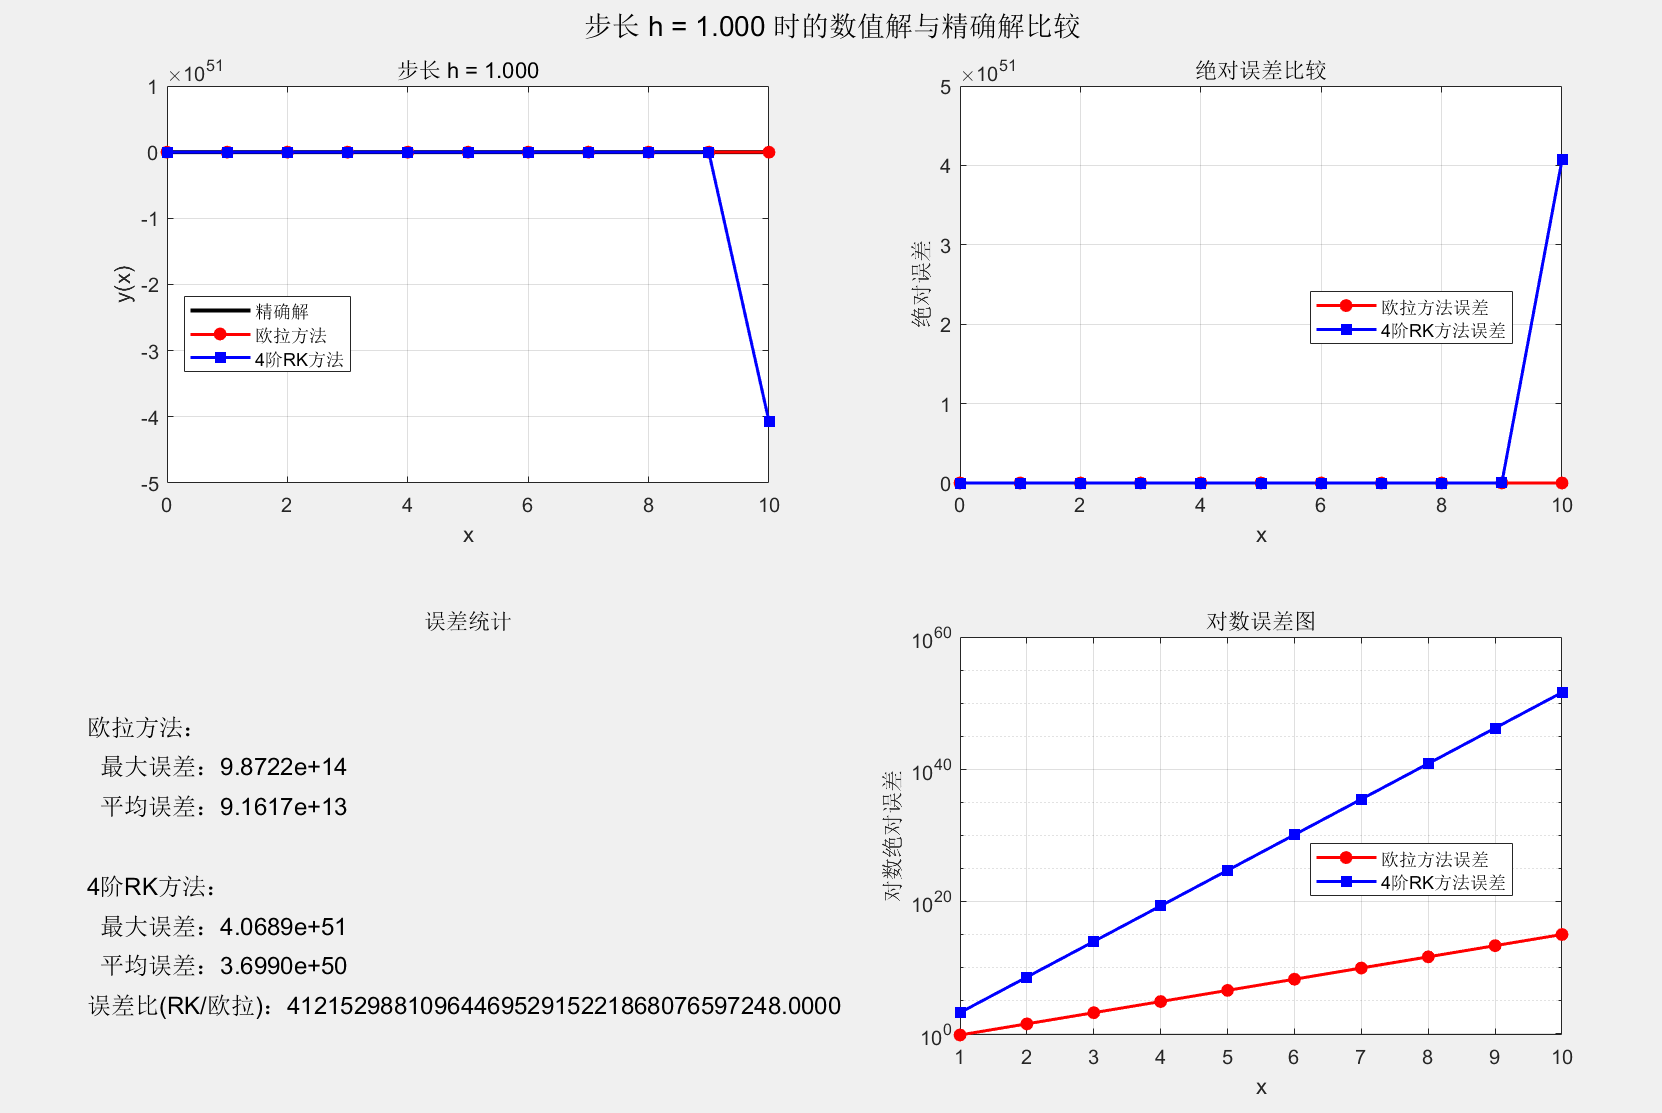 步长 h = 1.000 时的数值解与精确解比较
步长 h = 1.000
×10^51
1
0
-1
-2
-3
-4
-5
y(x)
精确解
欧拉方法
4阶RK方法
0 2 4 6 8 10
x
绝对误差比较
×10^51
5
4
3
2
1
0
绝对误差
欧拉方法误差
4阶RK方法误差
0 2 4 6 8 10
x
误差统计
欧拉方法：
最大误差：9.8722e+14
平均误差：9.1617e+13
4阶RK方法：
最大误差：4.0689e+51
平均误差：3.6990e+50
误差比(RK/欧拉)：4121529881096446952915221868076597248.0000
对数误差图
10^60
10^40
10^20
10^0
对数绝对误差
欧拉方法误差
4阶RK方法误差
1 2 3 4 5 6 7 8 9 10
x